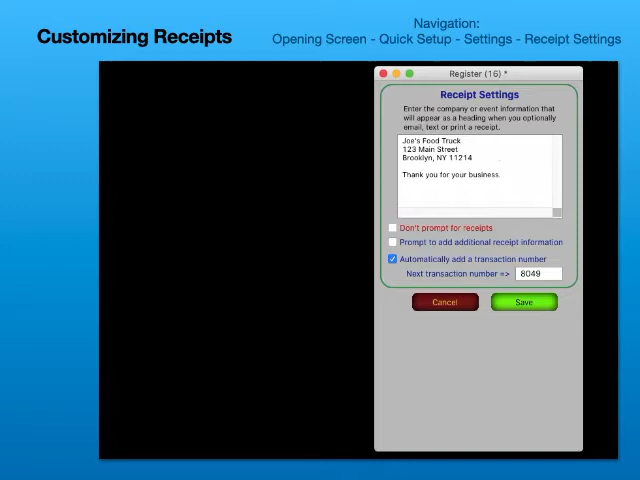 Customizing Receipts
Navigation:
Opening Screen - Quick Setup - Settings - Receipt Settings
Register (16) *
Receipt Settings
Enter the company or event information that
will appear as a heading when you optionally
email, text or print a receipt.
Joe's Food Truck
123 Main Street
Brooklyn, NY 11214
Thank you for your business.
Don't prompt for receipts
Prompt to add additional receipt information
Automatically add a transaction number
Next transaction number => 8049
Cancel
Save